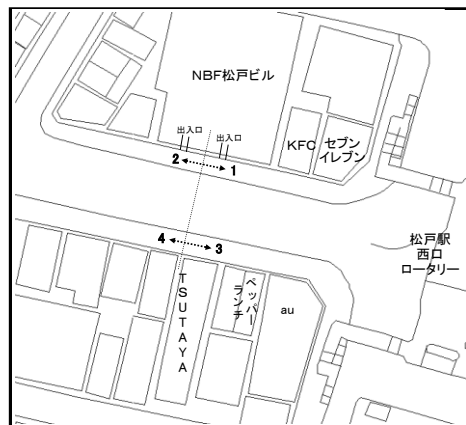 NBF松戸ビル
出入口
出入口
2
1
KFC
セブン
イレブン
松戸駅
西口
ロータリー
4
3
TSUTAYA
ペッパー
ランチ
au